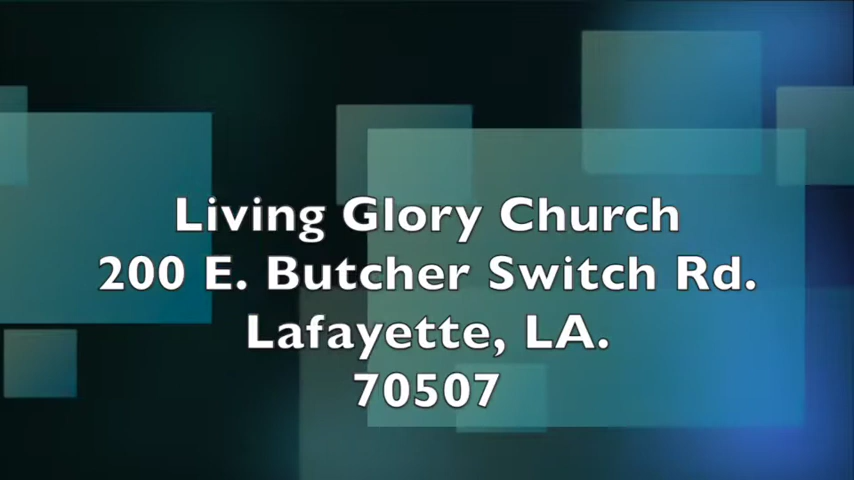 Living Glory Church
200 E. Butcher Switch Rd.
Lafayette, LA.
70507